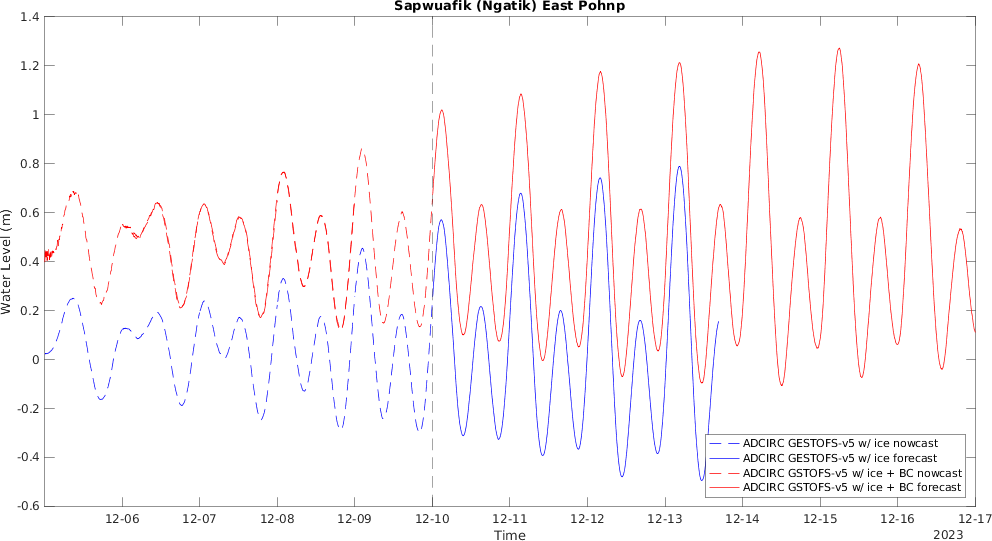 Sapwuafik (Ngatik) East Pohnp
1.4
1.2
1
0.8
0.6
0.4
0.2
0
-0.2
-0.4
-0.6
Water Level (m)
ADCIRC GESTOFS-v5 w/ ice nowcast
ADCIRC GESTOFS-v5 w/ ice forecast
ADCIRC GSTOFS-v5 w/ ice + BC nowcast
ADCIRC GSTOFS-v5 w/ ice + BC forecast
12-06 12-07 12-08 12-09 12-10 12-11 12-12 12-13 12-14 12-15 12-16 12-17
Time
2023